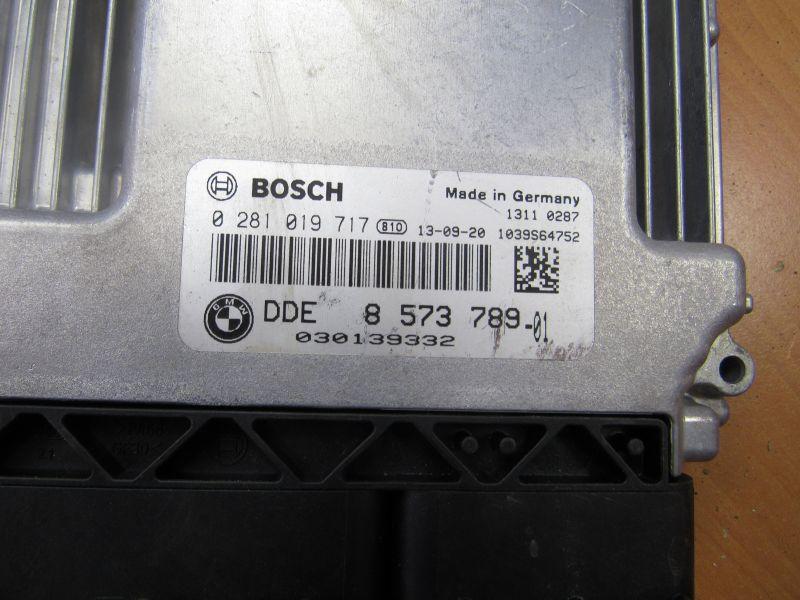 BOSCH
Made in Germany
1311 0287
0 281 019 717 810 13-09-20 1039S64752
BMW
DDE 8 573 789-01
030139332